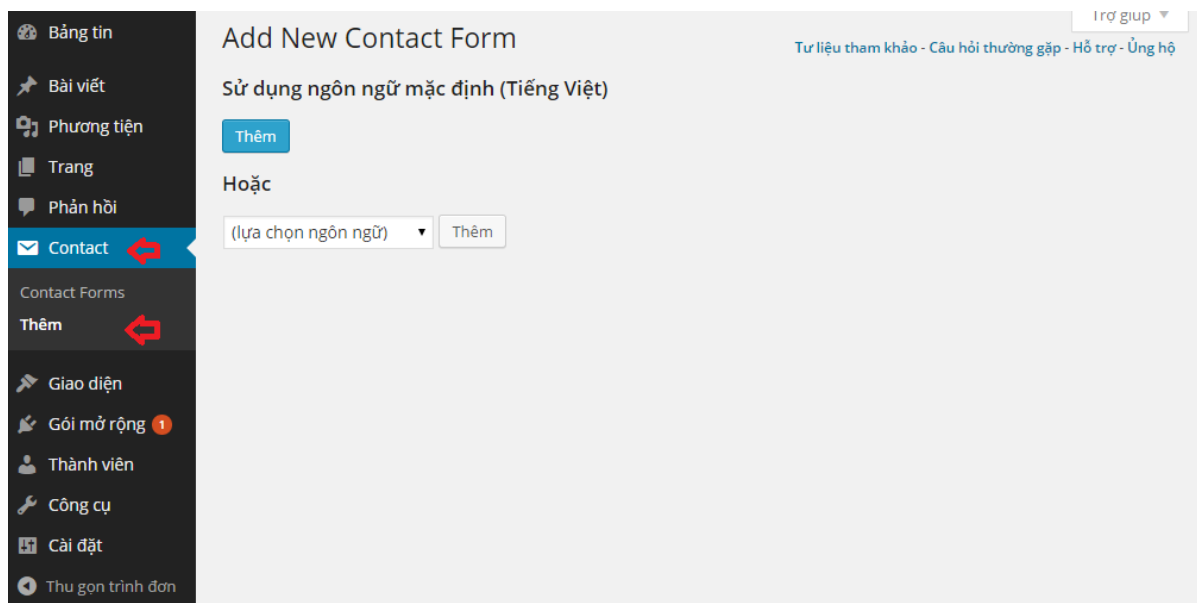 Bảng tin
Bài viết
Phương tiện
Trang
Phản hồi
Contact
Contact Forms
Thêm
Giao diện
Gói mở rộng 1
Thành viên
Công cụ
Cài đặt
Thu gọn trình đơn
Trợ giúp
Add New Contact Form
Tư liệu tham khảo - Câu hỏi thường gặp - Hỗ trợ - Ủng hộ
Sử dụng ngôn ngữ mặc định (Tiếng Việt)
Thêm
Hoặc
(lựa chọn ngôn ngữ) Thêm